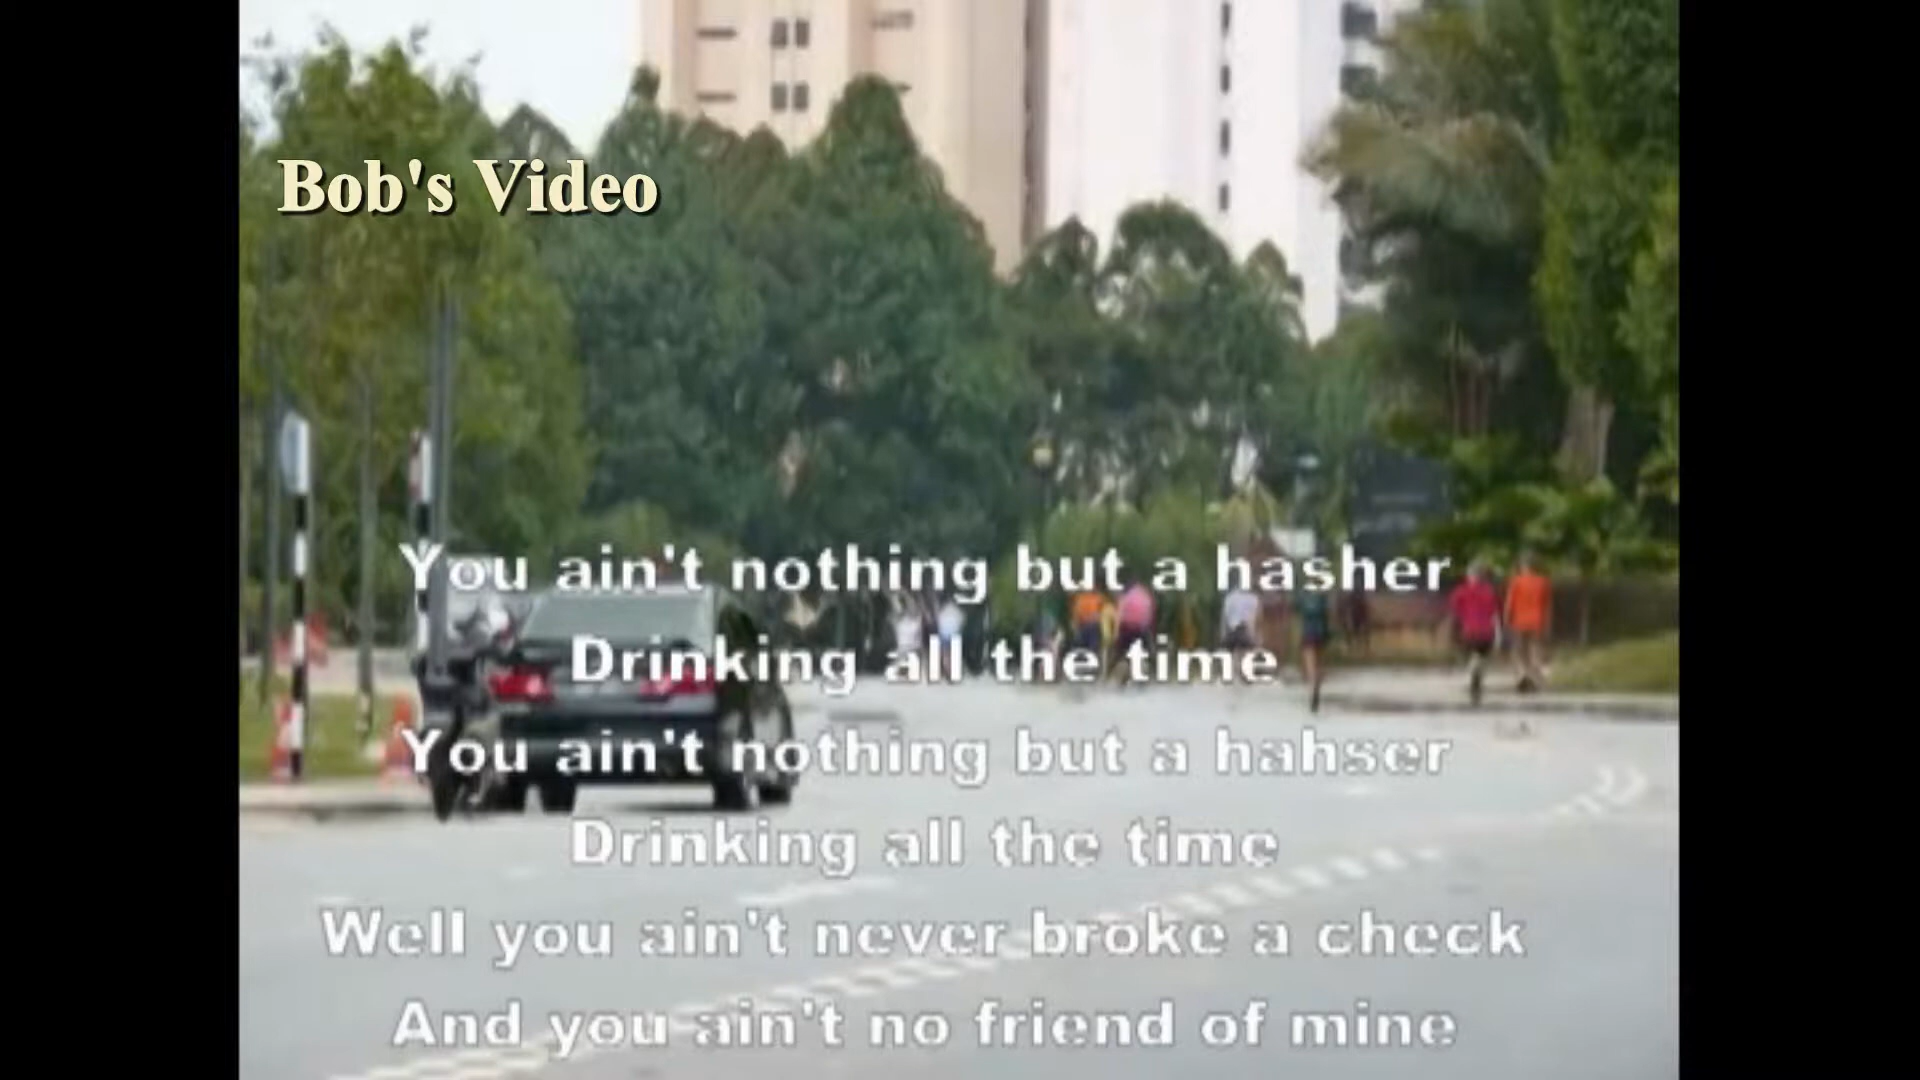 Bob's Video
You ain't nothing but a hasher
Drinking all the time
You ain't nothing but a hahser
Drinking all the time
Well you ain't never broke a check
And you ain't no friend of mine